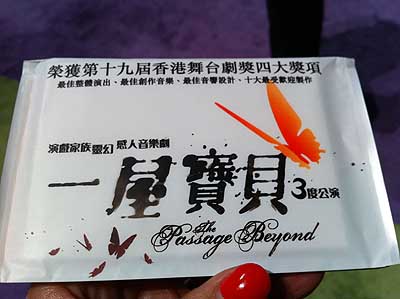 榮獲第十九屆香港舞台劇獎四大獎項
最佳整體演出、最佳創作音樂、最佳音響設計、十大最受歡迎製作
演戲家族靈幻感人音樂劇
一屋寶貝 3度公演
The Passage Beyond